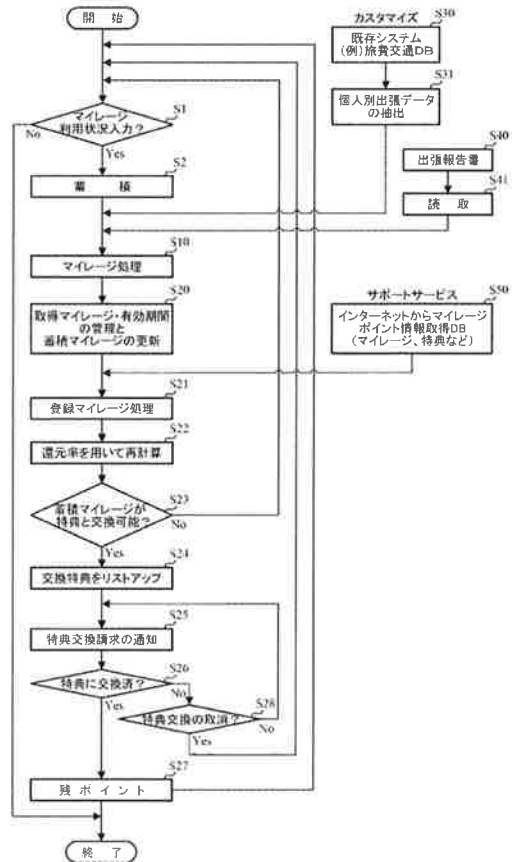 開 始
カスタマイズ
S30
既存システム
(例)旅費交通DB
S31
個人別出張データ
の抽出
S1
マイレージ
利用状況入力?
No
Yes
S2
蓄 積
S40
出張報告書
S41
読 取
S10
マイレージ処理
S20
取得マイレージ・有効期間
の管理と
蓄積マイレージの更新
サポートサービス
S50
インターネットからマイレージ
ポイント情報取得DB
(マイレージ、特典など)
S21
登録マイレージ処理
S22
還元率を用いて再計算
S23
蓄積マイレージが
特典と交換可能?
No
Yes
S24
交換特典をリストアップ
S25
特典交換請求の通知
S26
特典に交換済?
No
Yes
S28
特典交換の取消?
No
Yes
S27
残 ポ イ ン ト
終 了